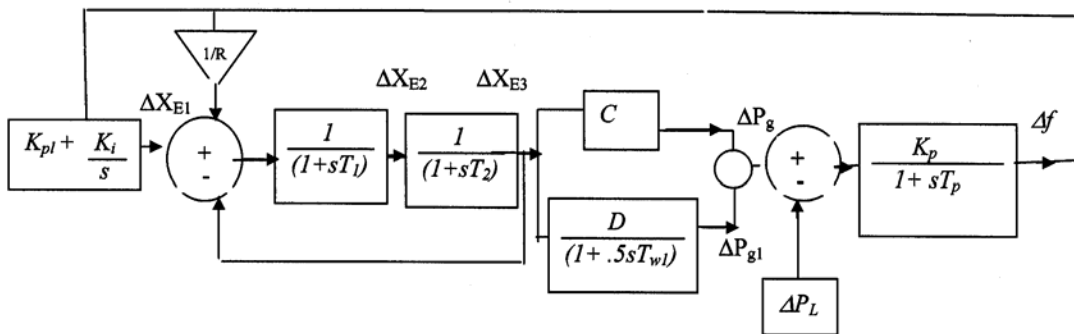 1/R
ΔX_E1
ΔX_E2
ΔX_E3
K_pl + K_i / s
+
-
1 / (1+sT_1)
1 / (1+sT_2)
C
D / (1+ .5sT_w1)
ΔP_g
ΔP_g1
+
-
ΔP_L
K_p / 1+ sT_p
Δf